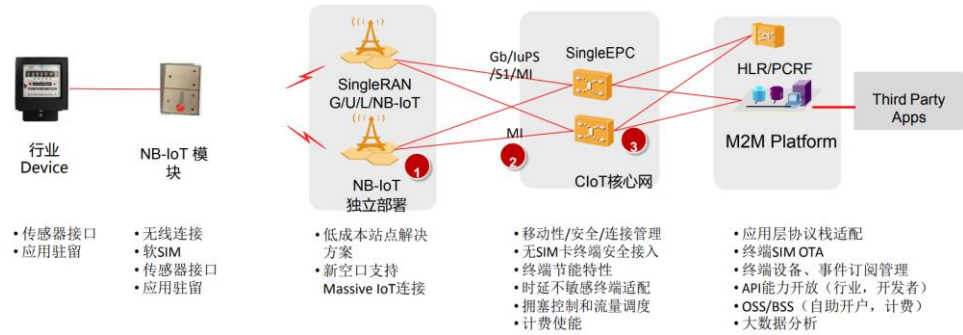 行业
Device
NB-IoT 模
块
SingleRAN
G/U/L/NB-IoT
NB-IoT
独立部署
1
Gb/IuPS
/S1/MI
MI
2
SingleEPC
3
CIoT核心网
HLR/PCRF
M2M Platform
Third Party
Apps
• 传感器接口
• 应用驻留
• 无线连接
• 软SIM
• 传感器接口
• 应用驻留
• 低成本站点解决
方案
• 新空口支持
Massive IoT连接
• 移动性/安全/连接管理
• 无SIM卡终端安全接入
• 终端节能特性
• 时延不敏感终端适配
• 拥塞控制和流量调度
• 计费使能
• 应用层协议栈适配
• 终端SIM OTA
• 终端设备、事件订阅管理
• API能力开放（行业，开发者）
• OSS/BSS（自助开户，计费）
• 大数据分析